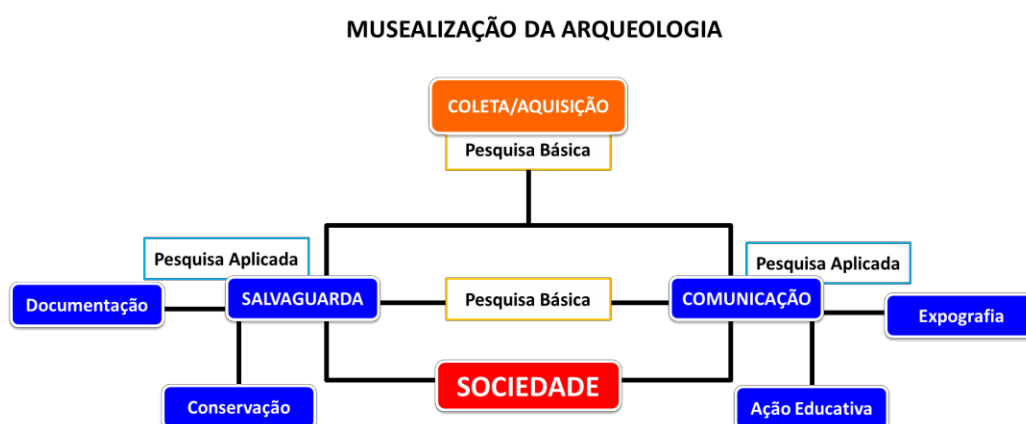 MUSEALIZAÇÃO DA ARQUEOLOGIA
COLETA/AQUISIÇÃO
Pesquisa Básica
Pesquisa Aplicada
Pesquisa Aplicada
Documentação
SALVAGUARDA
Pesquisa Básica
COMUNICAÇÃO
Expografia
SOCIEDADE
Conservação
Ação Educativa